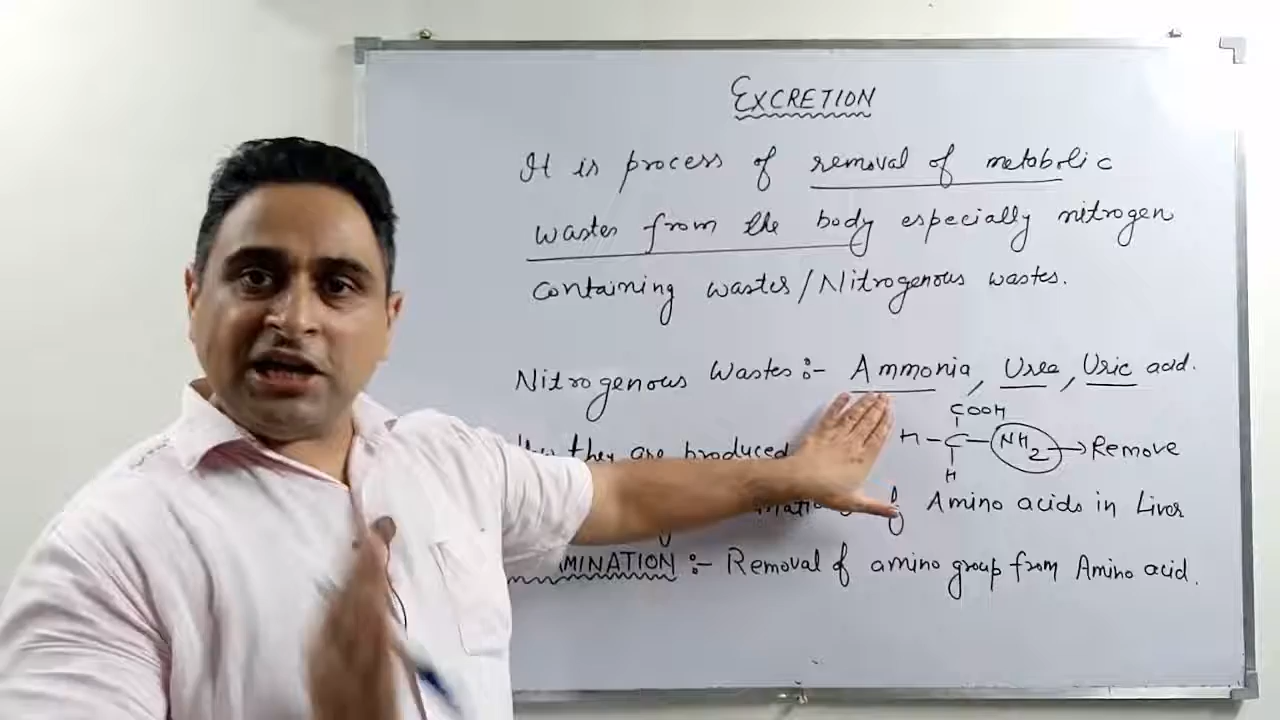 EXCRETION
It is process of removal of metabolic
wastes from the body especially nitrogen
containing wastes/Nitrogenous wastes.
Nitrogenous Wastes:- Ammonia, Urea, Uric acid.
COOH
H-C-NH2→Remove
H
they are produced
of Amino acids in Liver
MINATION :- Removal of amino group from Amino acid.